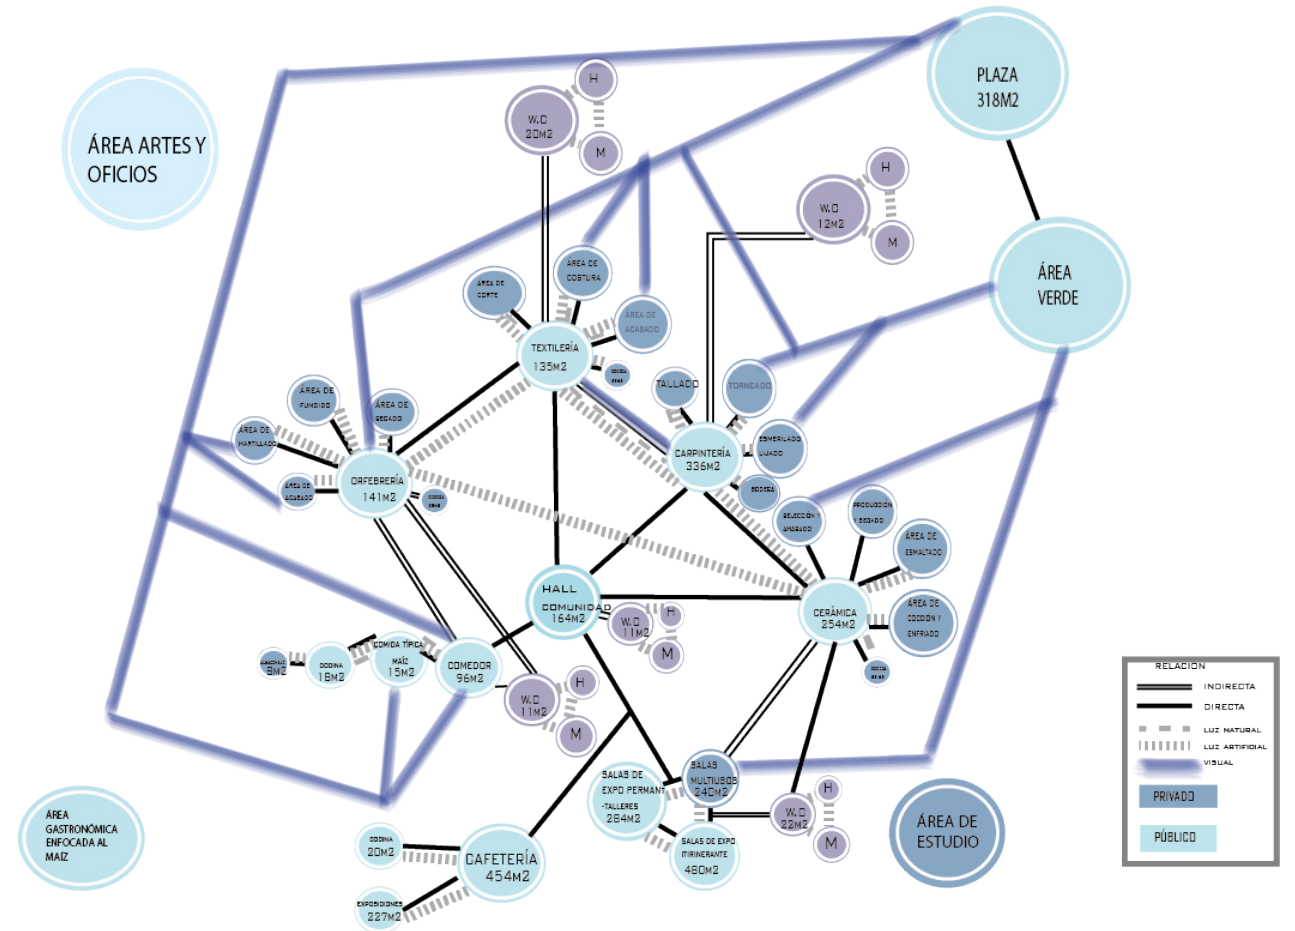 ÁREA ARTES Y
OFICIOS
PLAZA
318M2
ÁREA
VERDE
W.C
20M2
H
M
W.C
12M2
H
M
ÁREA DE
CORTE
ÁREA DE
COSTURA
ÁREA DE
ACABADO
TEXTILERÍA
135M2
TALLADO
TORNEADO
ESMERILADO
LIJADO
BODEGA
CARPINTERÍA
336M2
ÁREA DE
FUNDIDO
ÁREA DE
SECADO
ÁREA DE
MARTILLADO
ÁREA DE
ACABADO
ORFEBRERÍA
141M2
SELECCIÓN Y
AMASADO
PRODUCCIÓN
Y SECADO
ÁREA DE
ESMALTADO
ÁREA DE
COCCIÓN Y
ENFRIADO
CERÁMICA
254M2
HALL
COMUNIDAD
164M2
W.C
11M2
H
M
8M2
COCINA
18M2
COMIDA TÍPICA
MAÍZ
15M2
COMEDOR
96M2
W.C
11M2
H
M
SALAS DE
EXPO PERMANT
-TALLERES
284M2
SALAS
MULTIUSOS
240M2
SALAS DE EXPO
ITIRINERANTE
480M2
W.C
22M2
H
M
COCINA
20M2
EXPOSICIONES
227M2
CAFETERÍA
454M2
ÁREA
GASTRONÓMICA
ENFOCADA AL
MAÍZ
ÁREA DE
ESTUDIO
RELACION
INDIRECTA
DIRECTA
LUZ NATURAL
LUZ ARTIFICIAL
VISUAL
PRIVADO
PÚBLICO